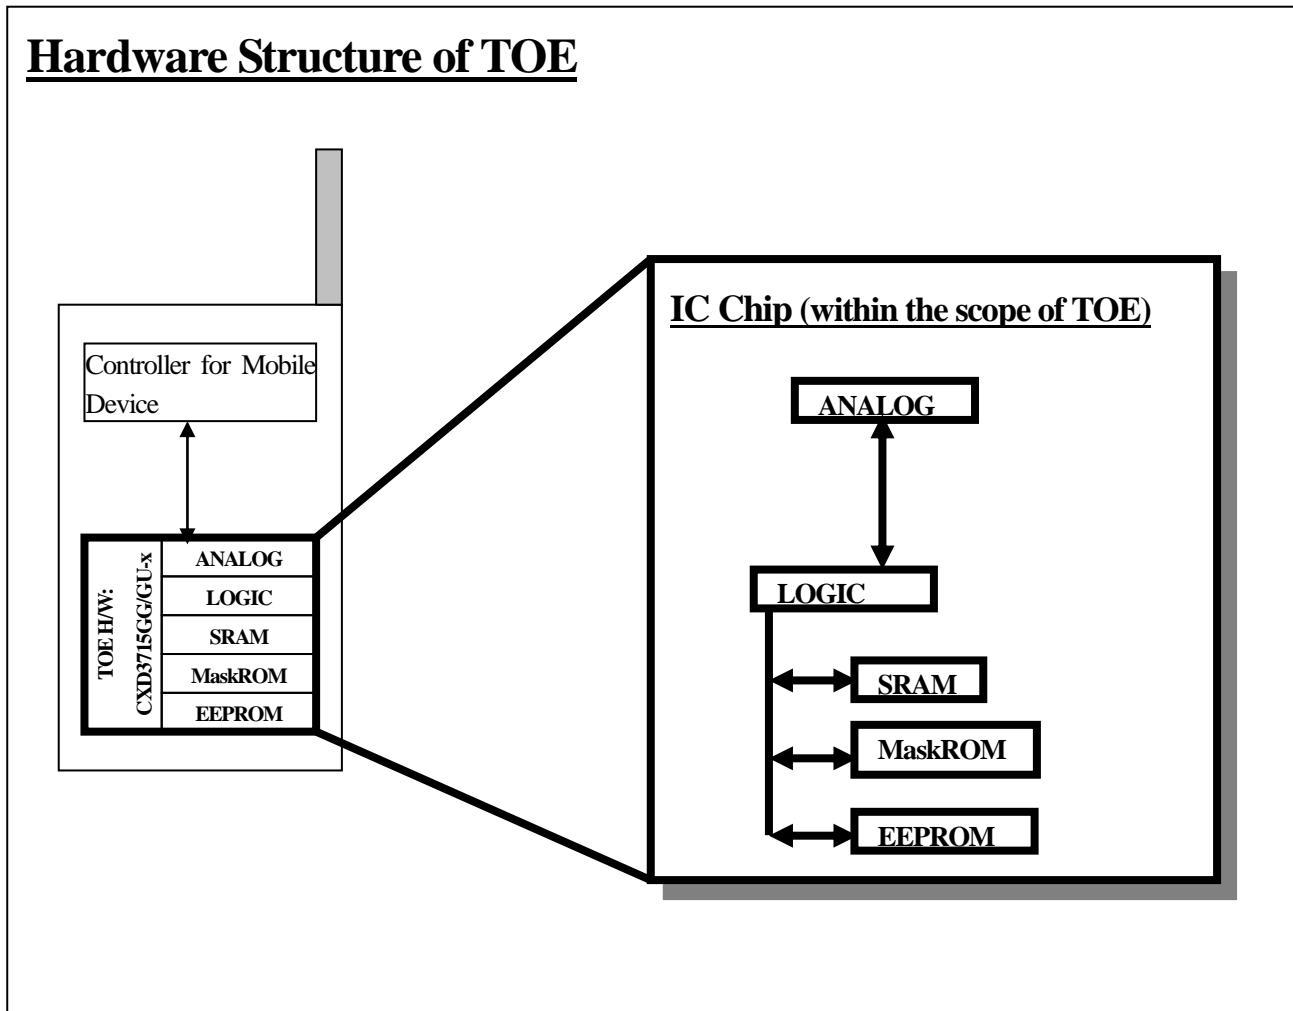 Hardware Structure of TOE
Controller for Mobile
Device
TOE H/W:
CXD3715GG/GU-x
ANALOG
LOGIC
SRAM
MaskROM
EEPROM
IC Chip (within the scope of TOE)
ANALOG
LOGIC
SRAM
MaskROM
EEPROM